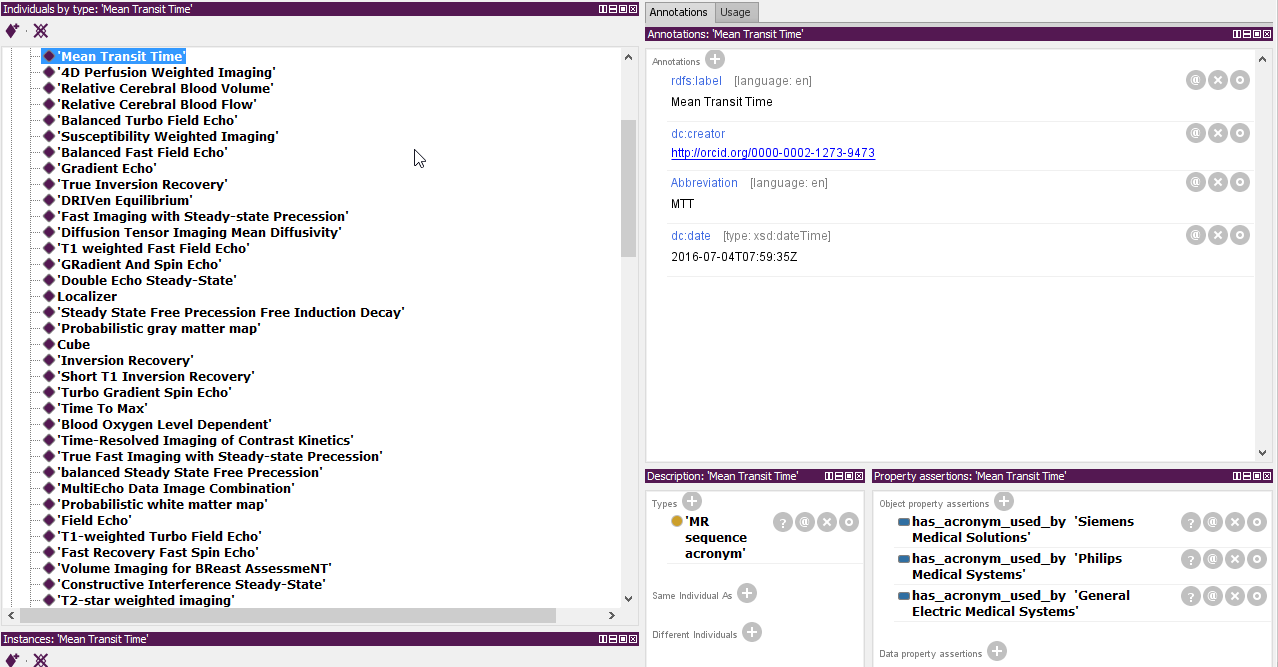 Individuals by type: 'Mean Transit Time'
'Mean Transit Time'
'4D Perfusion Weighted Imaging'
'Relative Cerebral Blood Volume'
'Relative Cerebral Blood Flow'
'Balanced Turbo Field Echo'
'Susceptibility Weighted Imaging'
'Balanced Fast Field Echo'
'Gradient Echo'
'True Inversion Recovery'
'DRIVen Equilibrium'
'Fast Imaging with Steady-state Precession'
'Diffusion Tensor Imaging Mean Diffusivity'
'T1 weighted Fast Field Echo'
'GRadient And Spin Echo'
'Double Echo Steady-State'
Localizer
'Steady State Free Precession Free Induction Decay'
'Probabilistic gray matter map'
Cube
'Inversion Recovery'
'Short T1 Inversion Recovery'
'Turbo Gradient Spin Echo'
'Time To Max'
'Blood Oxygen Level Dependent'
'Time-Resolved Imaging of Contrast Kinetics'
'True Fast Imaging with Steady-state Precession'
'balanced Steady State Free Precession'
'MultiEcho Data Image Combination'
'Probabilistic white matter map'
'Field Echo'
'T1-weighted Turbo Field Echo'
'Fast Recovery Fast Spin Echo'
'Volume Imaging for BReast AssessmeNT'
'Constructive Interference Steady-State'
'T2-star weighted imaging'
Instances: 'Mean Transit Time'
Annotations Usage
Annotations: 'Mean Transit Time'
Annotations
rdfs:label [language: en]
Mean Transit Time
dc:creator
http://orcid.org/0000-0002-1273-9473
Abbreviation [language: en]
MTT
dc:date [type: xsd:dateTime]
2016-07-04T07:59:35Z
Description: 'Mean Transit Time'
Types
'MR
sequence
acronym'
Same Individual As
Different Individuals
Property assertions: 'Mean Transit Time'
Object property assertions
has_acronym_used_by 'Siemens
Medical Solutions'
has_acronym_used_by 'Philips
Medical Systems'
has_acronym_used_by 'General
Electric Medical Systems'
Data property assertions